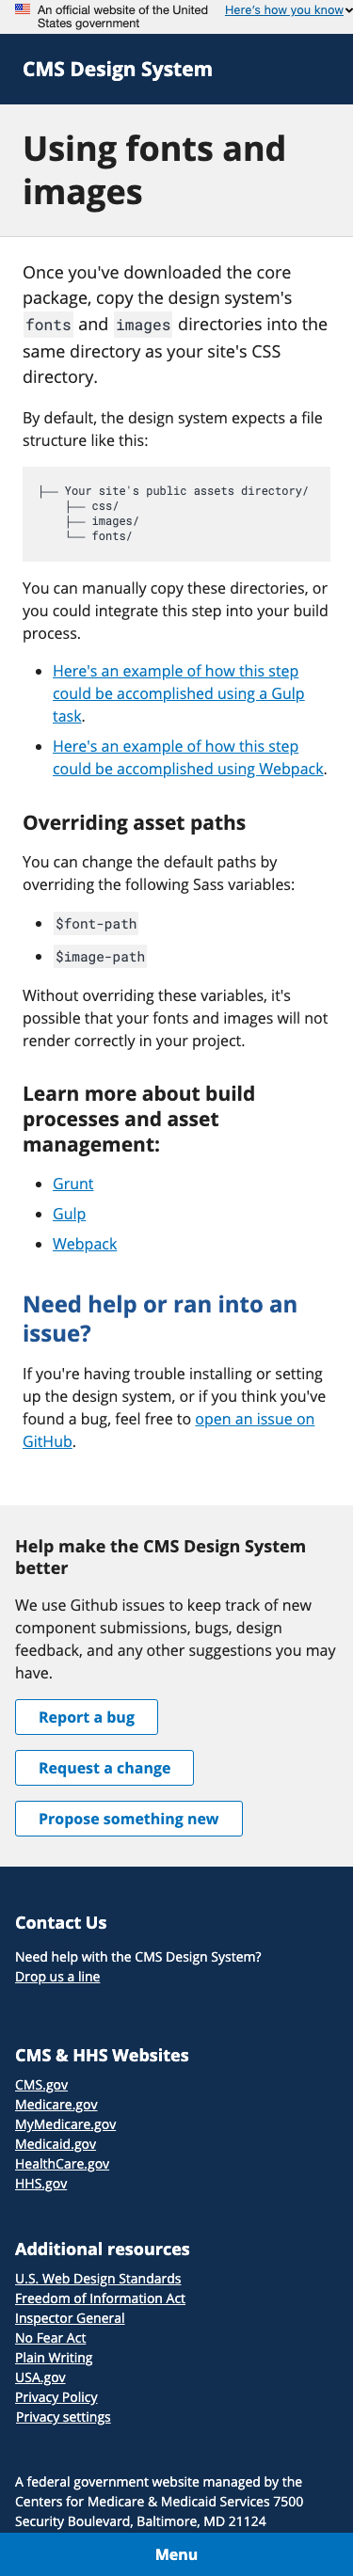 An official website of the United States government
Here's how you know
CMS Design System
Using fonts and
images
Once you've downloaded the core
package, copy the design system's
fonts and images directories into the
same directory as your site's CSS
directory.
By default, the design system expects a file
structure like this:
├── Your site's public assets directory/
├── css/
├── images/
└── fonts/
You can manually copy these directories, or
you could integrate this step into your build
process.
Here's an example of how this step
could be accomplished using a Gulp
task.
Here's an example of how this step
could be accomplished using Webpack.
Overriding asset paths
You can change the default paths by
overriding the following Sass variables:
$font-path
$image-path
Without overriding these variables, it's
possible that your fonts and images will not
render correctly in your project.
Learn more about build
processes and asset
management:
Grunt
Gulp
Webpack
Need help or ran into an
issue?
If you're having trouble installing or setting
up the design system, or if you think you've
found a bug, feel free to open an issue on
GitHub.
Help make the CMS Design System
better
We use Github issues to keep track of new
component submissions, bugs, design
feedback, and any other suggestions you may
have.
Report a bug
Request a change
Propose something new
Contact Us
Need help with the CMS Design System?
Drop us a line
CMS & HHS Websites
CMS.gov
Medicare.gov
MyMedicare.gov
Medicaid.gov
HealthCare.gov
HHS.gov
Additional resources
U.S. Web Design Standards
Freedom of Information Act
Inspector General
No Fear Act
Plain Writing
USA.gov
Privacy Policy
Privacy settings
A federal government website managed by the
Centers for Medicare & Medicaid Services 7500
Security Boulevard, Baltimore, MD 21124
Menu